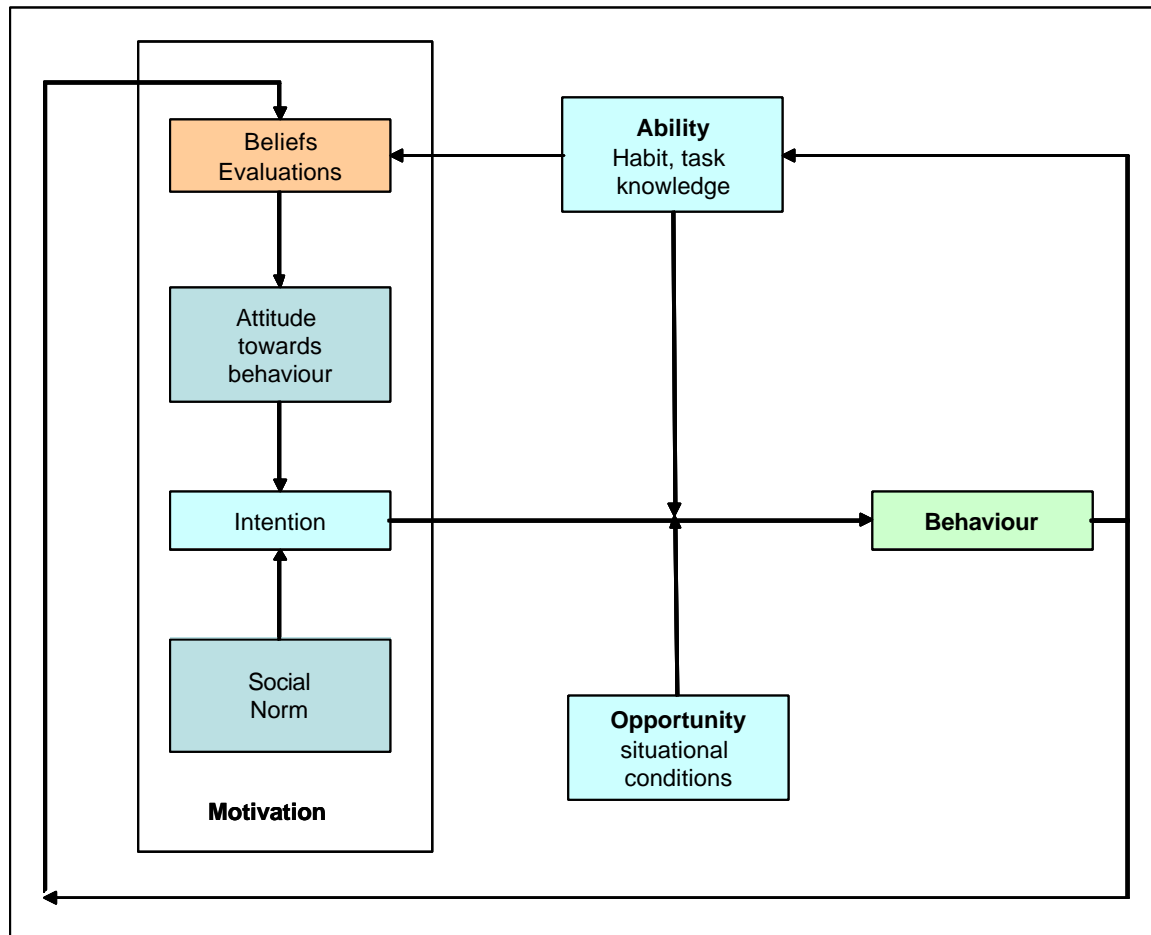 Beliefs
Evaluations
Ability
Habit, task
knowledge
Attitude
towards
behaviour
Intention
Behaviour
Social
Norm
Opportunity
situational
conditions
Motivation